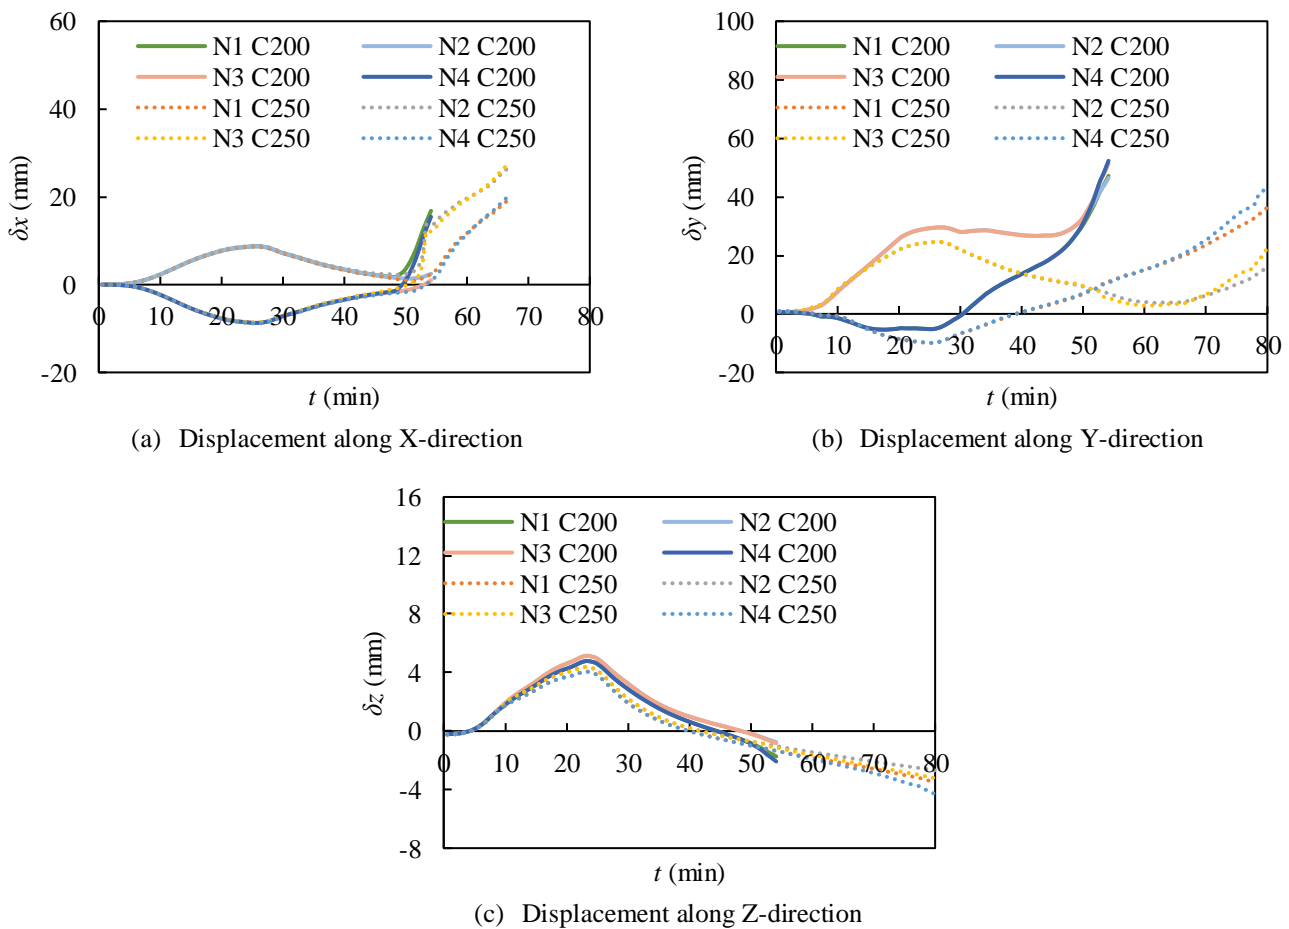 60
N1 C200 N2 C200
N3 C200 N4 C200
40
N1 C250 N2 C250
N3 C250 N4 C250
δx (mm)
20
0
0 10 20 30 40 50 60 70 80
-20
t (min)
(a) Displacement along X-direction
100
N1 C200 N2 C200
80
N3 C200 N4 C200
N1 C250 N2 C250
60
N3 C250 N4 C250
δy (mm)
40
20
0
0 10 20 30 40 50 60 70 80
-20
t (min)
(b) Displacement along Y-direction
16
N1 C200 N2 C200
12
N3 C200 N4 C200
N1 C250 N2 C250
8
N3 C250 N4 C250
δz (mm)
4
0
0 10 20 30 40 50 60 70 80
-4
-8
t (min)
(c) Displacement along Z-direction